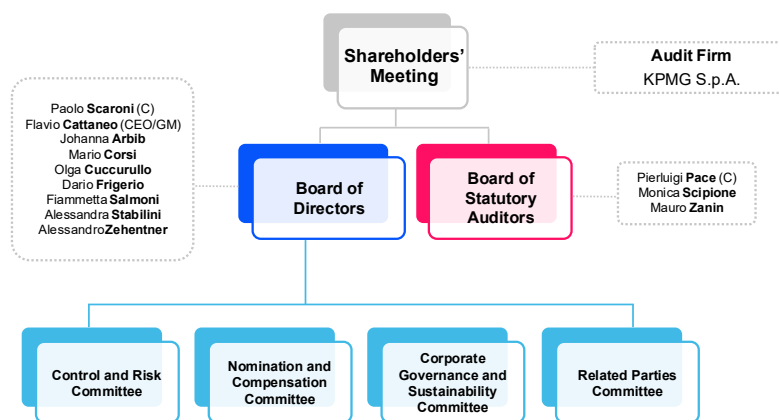 Shareholders'
Meeting
Audit Firm
KPMG S.p.A.
Paolo Scaroni (C)
Flavio Cattaneo (CEO/GM)
Johanna Arbib
Mario Corsi
Olga Cuccurullo
Dario Frigerio
Fiammetta Salmoni
Alessandra Stabilini
AlessandroZehentner
Board of
Directors
Board of
Statutory
Auditors
Pierluigi Pace (C)
Monica Scipione
Mauro Zanin
Control and Risk
Committee
Nomination and
Compensation
Committee
Corporate
Governance and
Sustainability
Committee
Related Parties
Committee